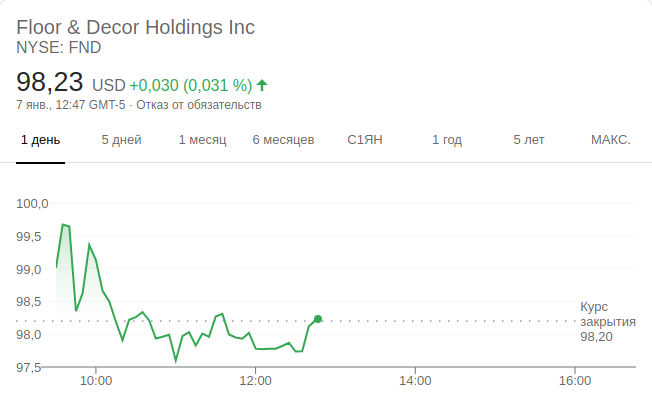 Floor & Decor Holdings Inc
NYSE: FND
98,23 USD +0,030 (0,031 %)
7 янв., 12:47 GMT-5 · Отказ от обязательств
1 день 5 дней 1 месяц 6 месяцев С1ЯН 1 год 5 лет МАКС.
100,0
99,5
99,0
98,5
98,0
97,5
Курс
закрытия
98,20
10:00 12:00 14:00 16:00